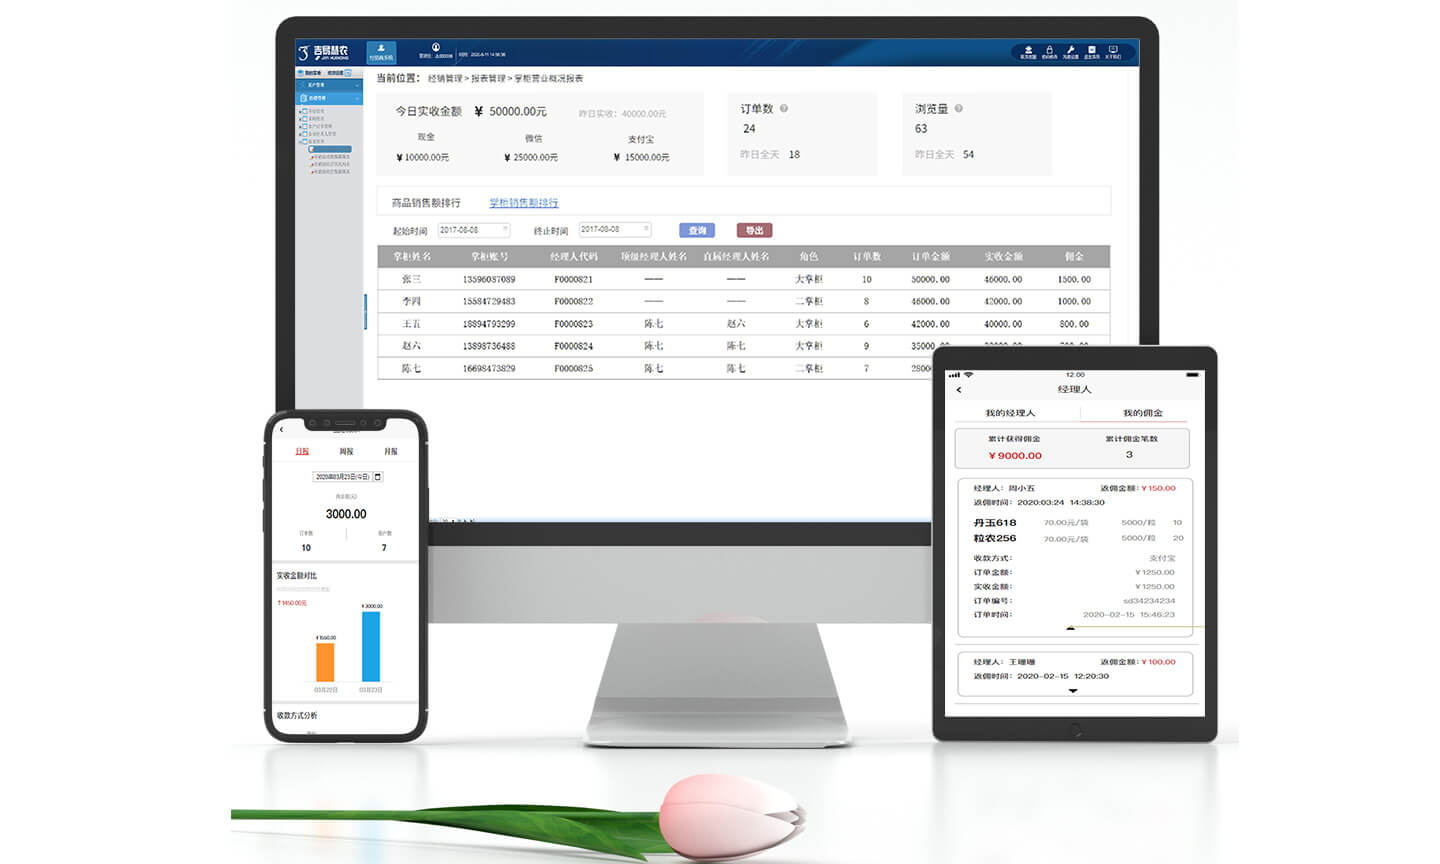 吉易慧农
JIYI HUINONG
经销商系统
当前位置： 经销管理 > 报表管理 > 掌柜营业概况报表
今日实收金额 ¥ 50000.00元 昨日实收：40000.00元
现金 微信 支付宝
¥ 10000.00元 ¥ 25000.00元 ¥ 15000.00元
订单数
24
昨日全天 18
浏览量
63
昨日全天 54
商品销售额排行 掌柜销售额排行
起始时间 2017-08-08 终止时间 2017-08-08 查询 导出
掌柜姓名 掌柜账号 经理人代码 顶级经理人姓名 直属经理人姓名 角色 订单数 订单金额 实收金额 佣金
张三 13596087089 F0000821 —— —— 大掌柜 10 50000.00 46000.00 1500.00
李四 15584729483 F0000822 —— —— 二掌柜 8 46000.00 42000.00 1000.00
王五 18894793299 F0000823 陈七 赵六 大掌柜 6 42000.00 40000.00 800.00
赵六 13898736488 F0000824 陈七 陈七 大掌柜 9 35000.
陈七 16698473829 F0000825 陈七 陈七 二掌柜 7 2800
日报 周报 月报
2020年03月23日(今日)
3000.00
订单数 客户数
10 7
实收金额对比
↑1450.00元
¥1550.00
¥3000.00
03月22日 03月23日
收款方式分析
12:00
经理人
我的经理人 我的佣金
累计获得佣金 累计佣金笔数
¥9000.00 3
经理人：周小五 返佣金额：¥150.00
返佣时间：2020:03:24 14:38:30
丹玉618 70.00元/袋 5000/粒 10
粒农256 70.00元/袋 5000/粒 20
收款方式： 支付宝
订单金额： ¥1250.00
实收金额： ¥1250.00
订单编号： sd34234234
订单时间： 2020-02-15 15:46:23
经理人：王珊珊 返佣金额：¥100.00
返佣时间：2020-02-15 12:20:30